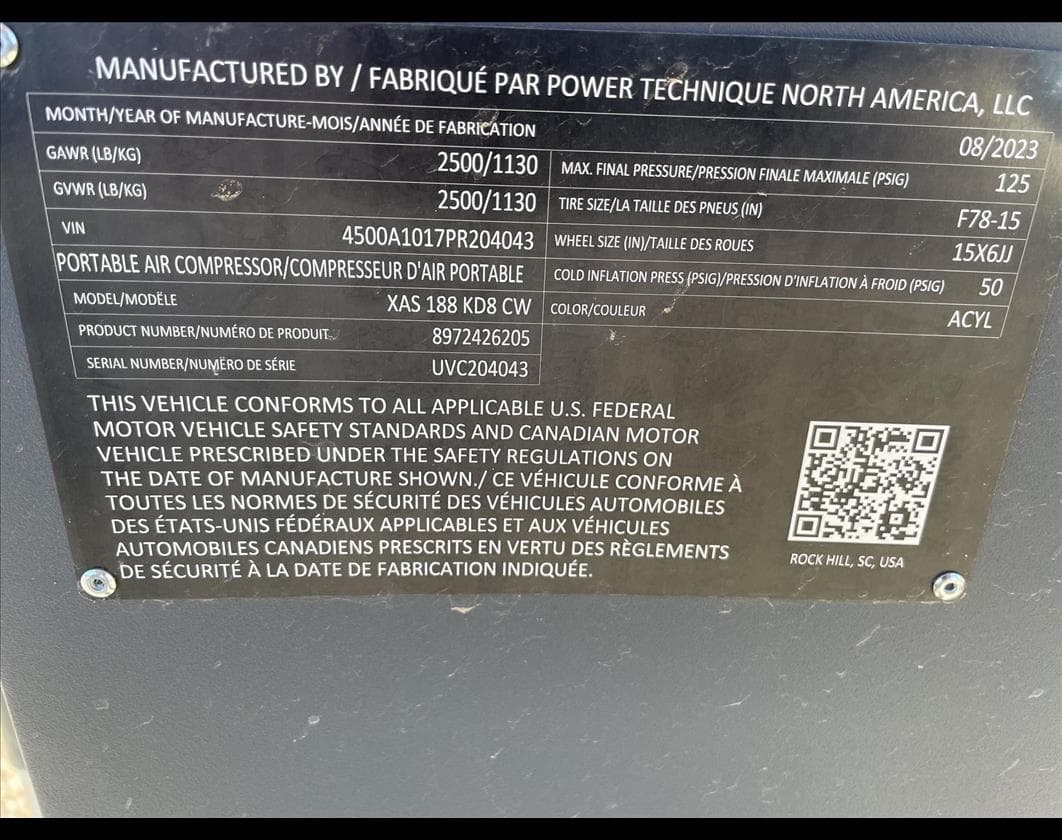 MANUFACTURED BY / FABRIQUÉ PAR POWER TECHNIQUE NORTH AMERICA, LLC
MONTH/YEAR OF MANUFACTURE-MOIS/ANNÉE DE FABRICATION 08/2023
GAWR (LB/KG) 2500/1130
GVWR (LB/KG) 2500/1130
VIN 4500A1017PR204043
PORTABLE AIR COMPRESSOR/COMPRESSEUR D'AIR PORTABLE
MODEL/MODËLE XAS 188 KD8 CW
PRODUCT NUMBER/NUMÉRO DE PRODUIT 8972426205
SERIAL NUMBER/NUMËRO DE SÉRIE UVC204043
MAX. FINAL PRESSURE/PRESSION FINALE MAXIMALE (PSIG) 125
TIRE SIZE/LA TAILLE DES PNEUS (IN) F78-15
WHEEL SIZE (IN)/TAILLE DES ROUES 15X6JJ
COLD INFLATION PRESS (PSIG)/PRESSION D'INFLATION À FROID (PSIG) 50
COLOR/COULEUR ACYL
THIS VEHICLE CONFORMS TO ALL APPLICABLE U.S. FEDERAL
MOTOR VEHICLE SAFETY STANDARDS AND CANADIAN MOTOR
VEHICLE PRESCRIBED UNDER THE SAFETY REGULATIONS ON
THE DATE OF MANUFACTURE SHOWN./ CE VÉHICULE CONFORME À
TOUTES LES NORMES DE SÉCURITÉ DES VÉHICULES AUTOMOBILES
DES ÉTATS-UNIS FÉDÉRAUX APPLICABLES ET AUX VÉHICULES
AUTOMOBILES CANADIENS PRESCRITS EN VERTU DES RÈGLEMENTS
DE SÉCURITÉ À LA DATE DE FABRICATION INDIQUÉE.
ROCK HILL, SC, USA